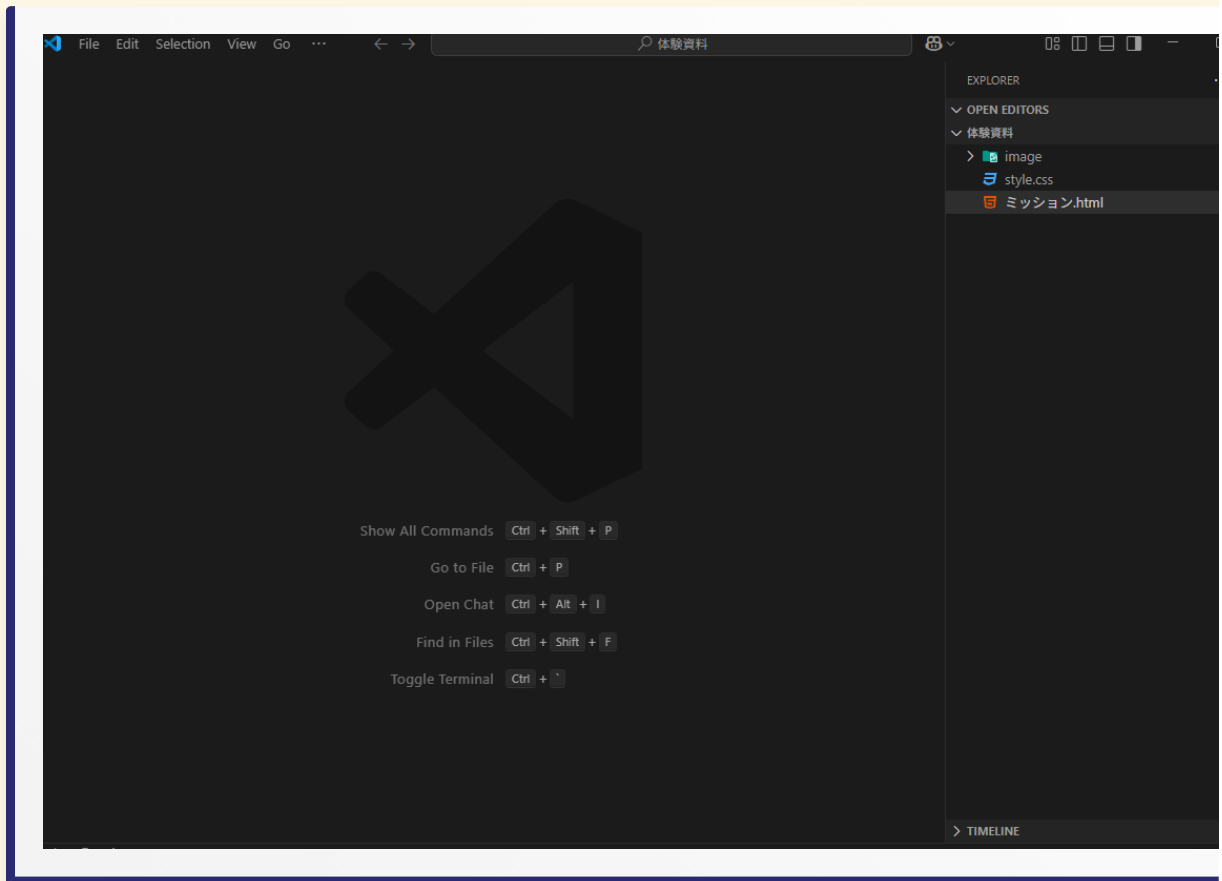 File Edit Selection View Go ··· ← → 体験資料
EXPLORER
OPEN EDITORS
体験資料
image
style.css
ミッション.html
Show All Commands Ctrl + Shift + P
Go to File Ctrl + P
Open Chat Ctrl + Alt + I
Find in Files Ctrl + Shift + F
Toggle Terminal Ctrl + `
TIMELINE